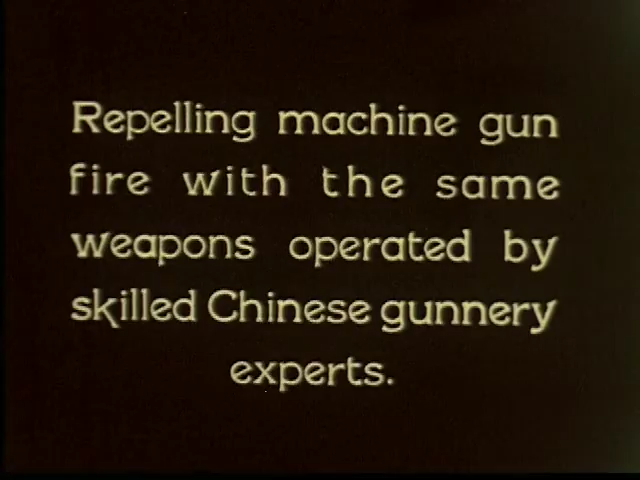 Repelling machine gun
fire with the same
weapons operated by
skilled Chinese gunnery
experts.